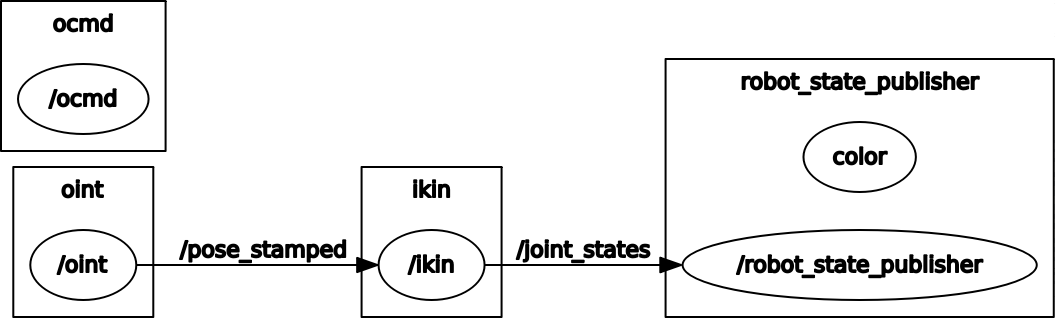 ocmd
/ocmd
oint
/oint
/pose_stamped
ikin
/ikin
/joint_states
robot_state_publisher
color
/robot_state_publisher